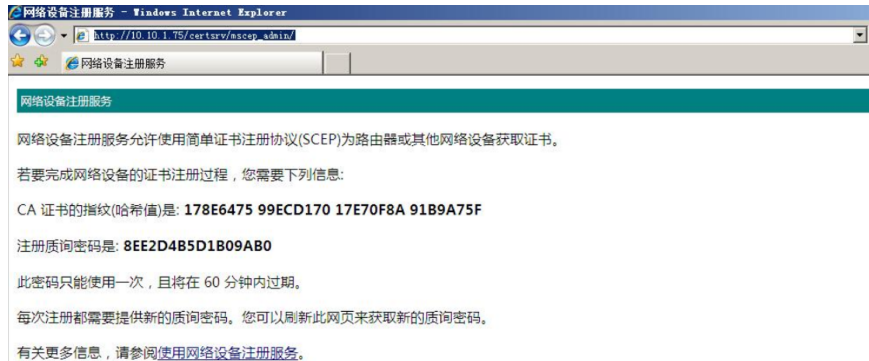 网络设备注册服务 - Windows Internet Explorer
http://10.10.1.75/certsrv/mscep_admin/
网络设备注册服务
网络设备注册服务
网络设备注册服务允许使用简单证书注册协议(SCEP)为路由器或其他网络设备获取证书。
若要完成网络设备的证书注册过程，您需要下列信息:
CA 证书的指纹(哈希值)是: 178E6475 99ECD170 17E70F8A 91B9A75F
注册质询密码是: 8EE2D4B5D1B09AB0
此密码只能使用一次，且将在 60 分钟内过期。
每次注册都需要提供新的质询密码。您可以刷新此网页来获取新的质询密码。
有关更多信息，请参阅使用网络设备注册服务。